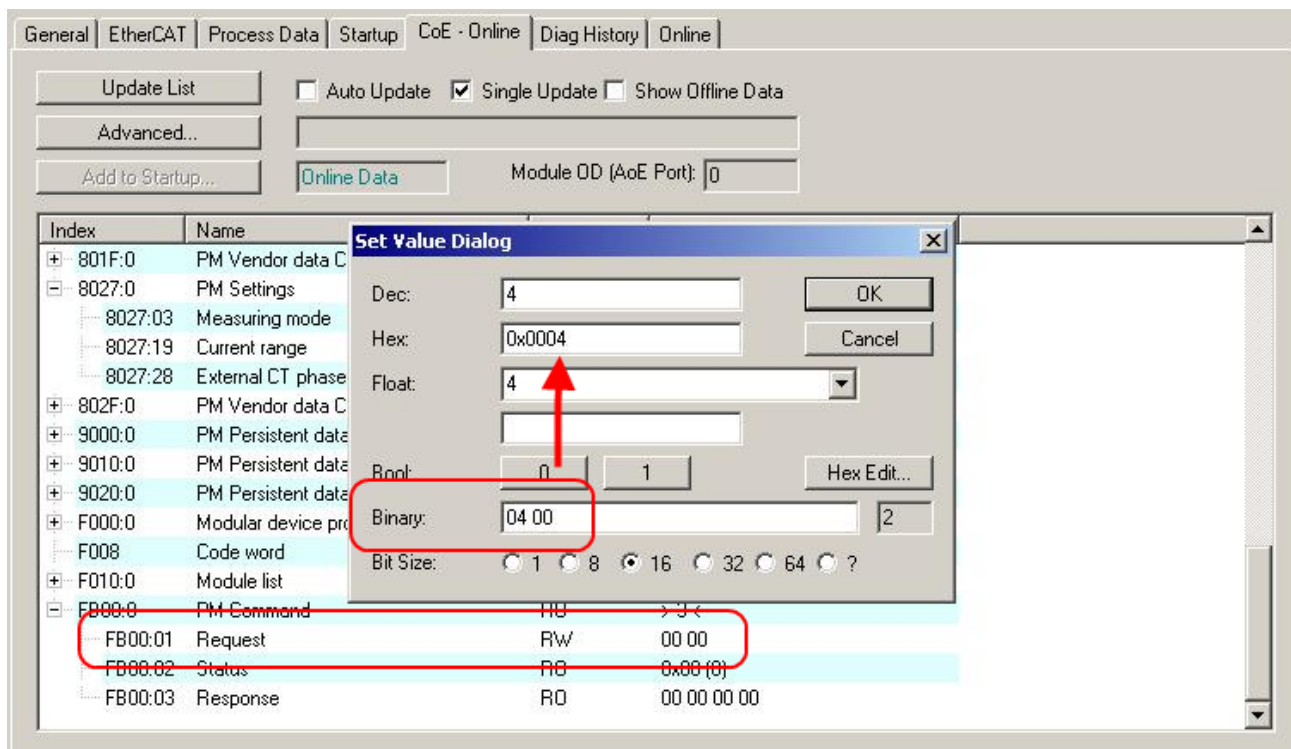 General EtherCAT Process Data Startup CoE - Online Diag History Online
Update List Auto Update Single Update Show Offline Data
Advanced...
Add to Startup... Online Data Module OD (AoE Port): 0
Index Name
801F:0 PM Vendor data C
8027:0 PM Settings
8027:03 Measuring mode
8027:19 Current range
8027:28 External CT phase
802F:0 PM Vendor data C
9000:0 PM Persistent data
9010:0 PM Persistent data
9020:0 PM Persistent data
F000:0 Modular device pro
F008 Code word
F010:0 Module list
FB00:0 PM Command RO > 3 <
FB00:01 Request RW 00 00
FB00:02 Status RO 0x00 (0)
FB00:03 Response RO 00 00 00 00
Set Value Dialog
Dec: 4 OK
Hex: 0x0004 Cancel
Float: 4
Bool: 0 1 Hex Edit...
Binary: 04 00 2
Bit Size: 1 8 16 32 64 ?